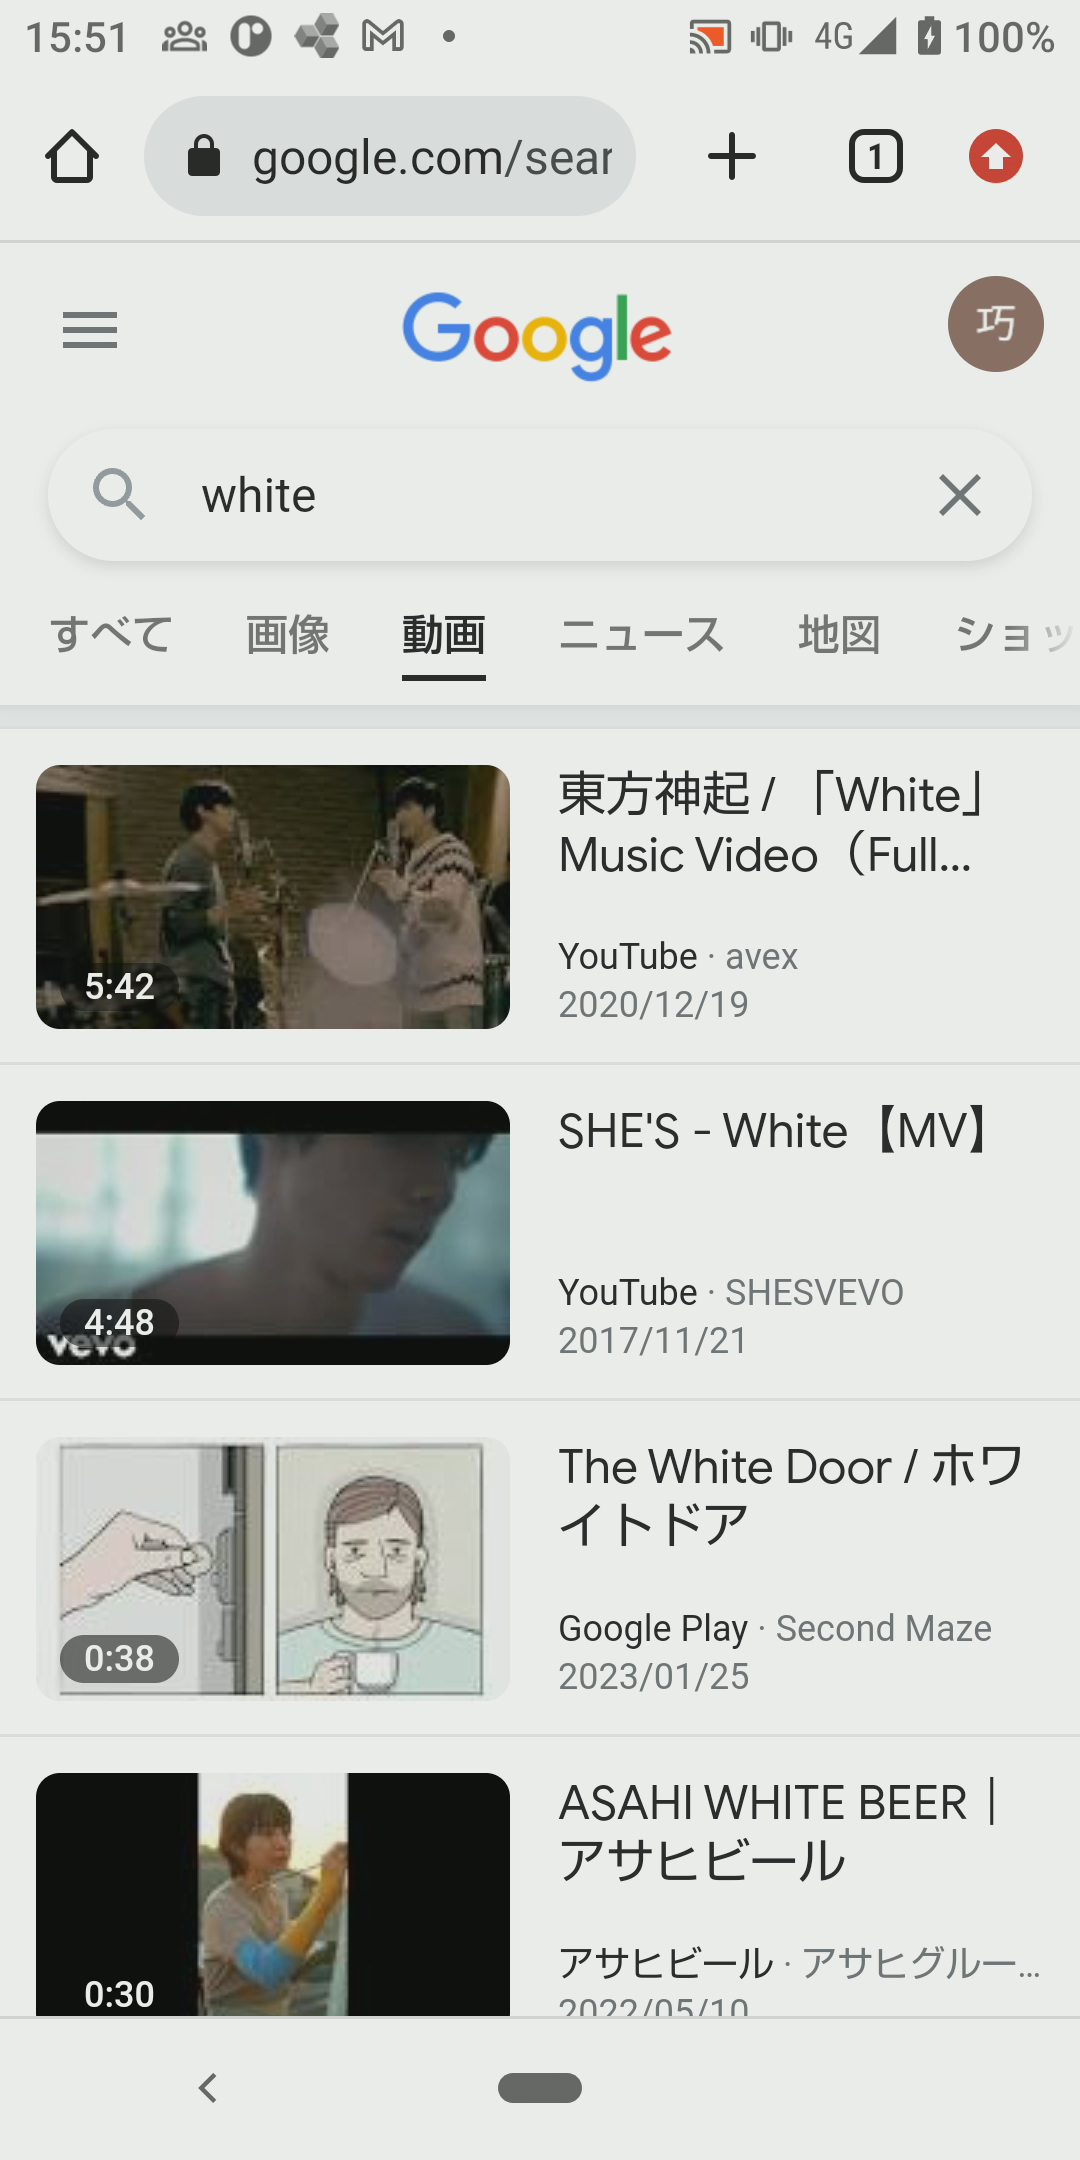 15:51
4G 100%
google.com/sear
1
Google
巧
white
すべて 画像 動画 ニュース 地図 ショッ
東方神起 / 「White」
Music Video（Full...
5:42
YouTube · avex
2020/12/19
SHE'S - White【MV】
4:48
vevo
YouTube · SHESVEVO
2017/11/21
The White Door / ホワ
イトドア
0:38
Google Play · Second Maze
2023/01/25
ASAHI WHITE BEER｜
アサヒビール
0:30
アサヒビール · アサヒグルー...
2022/05/10